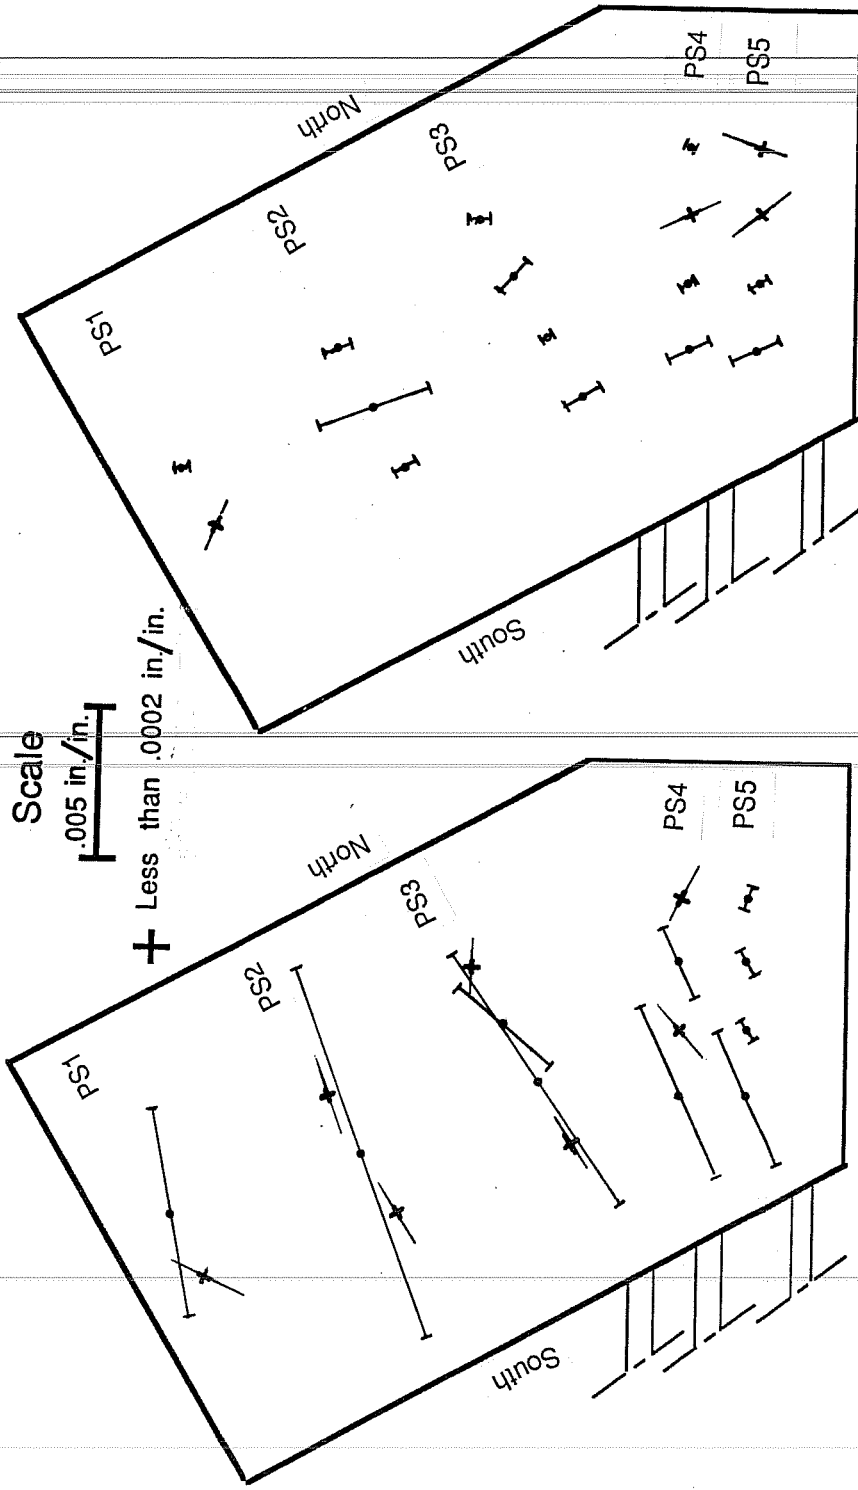 Scale
.005 in./in.
+ Less than .0002 in./in.
PS1
PS2
PS3
PS4
PS5
North
South
PS1
PS2
PS3
PS4
PS5
North
South